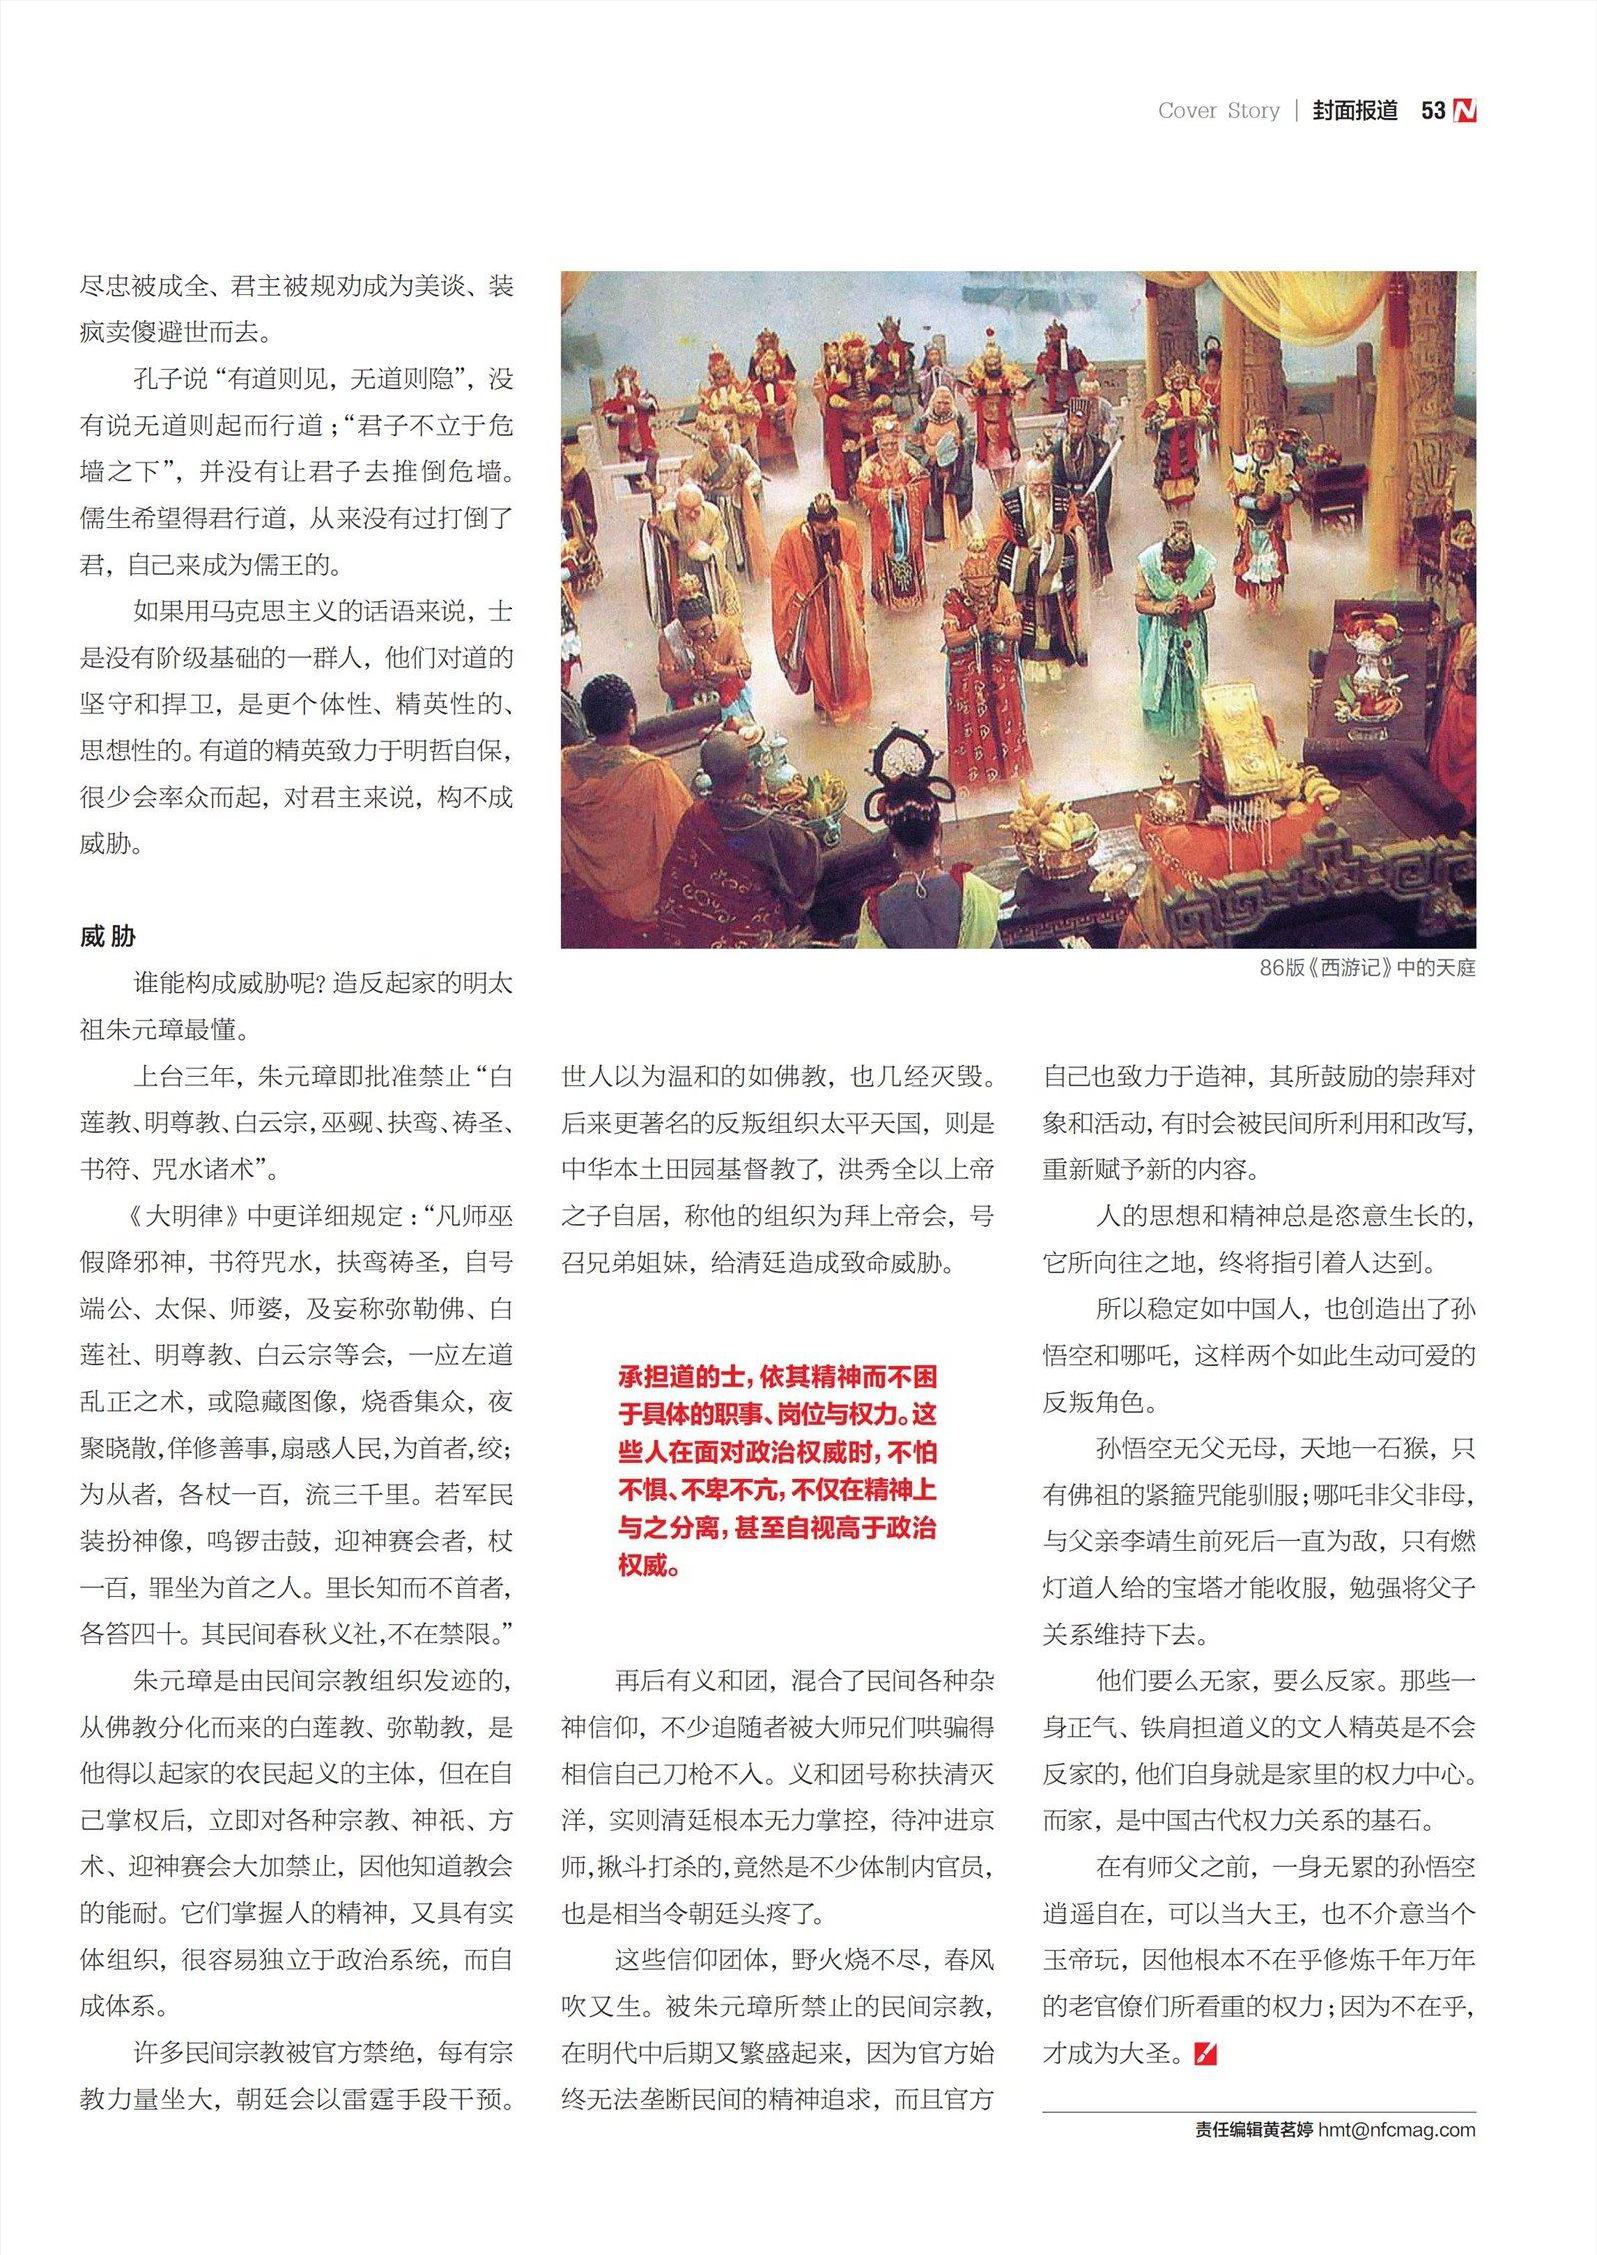 Cover Story | 封面报道 53 N
尽忠被成全、君主被规劝成为美谈、装
疯卖傻避世而去。
孔子说“有道则见，无道则隐”，没
有说无道则起而行道；“君子不立于危
墙之下”，并没有让君子去推倒危墙。
儒生希望得君行道，从来没有过打倒了
君，自己来成为儒王的。
如果用马克思主义的话语来说，士
是没有阶级基础的一群人，他们对道的
坚守和捍卫，是更个体性、精英性的、
思想性的。有道的精英致力于明哲自保，
很少会率众而起，对君主来说，构不成
威胁。
威胁
谁能构成威胁呢？造反起家的明太
祖朱元璋最懂。
上台三年，朱元璋即批准禁止“白
莲教、明尊教、白云宗，巫觋、扶鸾、祷圣、
书符、咒水诸术”。
《大明律》中更详细规定：“凡师巫
假降邪神，书符咒水，扶鸾祷圣，自号
端公、太保、师婆，及妄称弥勒佛、白
莲社、明尊教、白云宗等会，一应左道
乱正之术，或隐藏图像，烧香集众，夜
聚晓散，佯修善事，扇惑人民，为首者，绞；
为从者，各杖一百，流三千里。若军民
装扮神像，鸣锣击鼓，迎神赛会者，杖
一百，罪坐为首之人。里长知而不首者，
各笞四十。其民间春秋义社，不在禁限。”
朱元璋是由民间宗教组织发迹的，
从佛教分化而来的白莲教、弥勒教，是
他得以起家的农民起义的主体，但在自
己掌权后，立即对各种宗教、神祇、方
术、迎神赛会大加禁止，因他知道教会
的能耐。它们掌握人的精神，又具有实
体组织，很容易独立于政治系统，而自
成体系。
许多民间宗教被官方禁绝，每有宗
教力量坐大，朝廷会以雷霆手段干预。
86版《西游记》中的天庭
世人以为温和的如佛教，也几经灭毁。
后来更著名的反叛组织太平天国，则是
中华本土田园基督教了，洪秀全以上帝
之子自居，称他的组织为拜上帝会，号
召兄弟姐妹，给清廷造成致命威胁。
承担道的士，依其精神而不困
于具体的职事、岗位与权力。这
些人在面对政治权威时，不怕
不惧、不卑不亢，不仅在精神上
与之分离，甚至自视高于政治
权威。
再后有义和团，混合了民间各种杂
神信仰，不少追随者被大师兄们哄骗得
相信自己刀枪不入。义和团号称扶清灭
洋，实则清廷根本无力掌控，待冲进京
师，揪斗打杀的，竟然是不少体制内官员，
也是相当令朝廷头疼了。
这些信仰团体，野火烧不尽，春风
吹又生。被朱元璋所禁止的民间宗教，
在明代中后期又繁盛起来，因为官方始
终无法垄断民间的精神追求，而且官方
自己也致力于造神，其所鼓励的崇拜对
象和活动，有时会被民间所利用和改写，
重新赋予新的内容。
人的思想和精神总是恣意生长的，
它所向往之地，终将指引着人达到。
所以稳定如中国人，也创造出了孙
悟空和哪吒，这样两个如此生动可爱的
反叛角色。
孙悟空无父无母，天地一石猴，只
有佛祖的紧箍咒能驯服；哪吒非父非母，
与父亲李靖生前死后一直为敌，只有燃
灯道人给的宝塔才能收服，勉强将父子
关系维持下去。
他们要么无家，要么反家。那些一
身正气、铁肩担道义的文人精英是不会
反家的，他们自身就是家里的权力中心。
而家，是中国古代权力关系的基石。
在有师父之前，一身无累的孙悟空
逍遥自在，可以当大王，也不介意当个
玉帝玩，因他根本不在乎修炼千年万年
的老官僚们所看重的权力；因为不在乎，
才成为大圣。
责任编辑黄茗婷 hmt@nfcmag.com